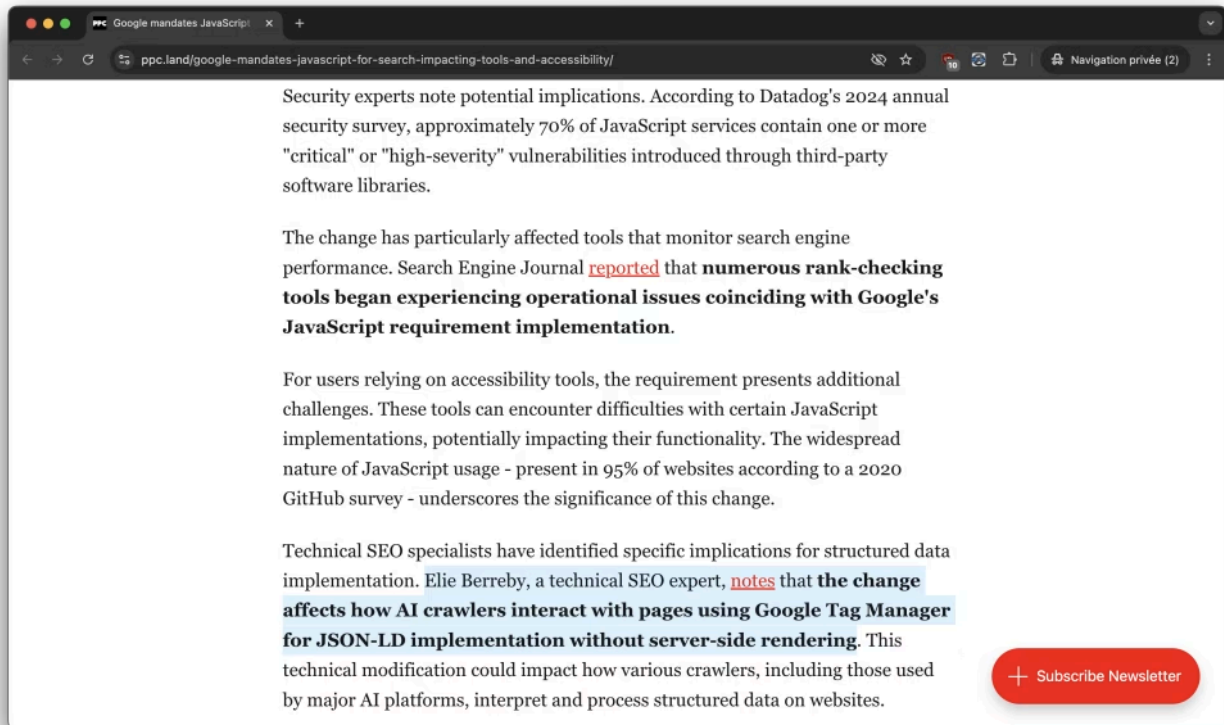 PPC Google mandates JavaScript
ppc.land/google-mandates-javascript-for-search-impacting-tools-and-accessibility/
10
Navigation privée (2)
Security experts note potential implications. According to Datadog's 2024 annual
security survey, approximately 70% of JavaScript services contain one or more
"critical" or "high-severity" vulnerabilities introduced through third-party
software libraries.
The change has particularly affected tools that monitor search engine
performance. Search Engine Journal reported that numerous rank-checking
tools began experiencing operational issues coinciding with Google's
JavaScript requirement implementation.
For users relying on accessibility tools, the requirement presents additional
challenges. These tools can encounter difficulties with certain JavaScript
implementations, potentially impacting their functionality. The widespread
nature of JavaScript usage - present in 95% of websites according to a 2020
GitHub survey - underscores the significance of this change.
Technical SEO specialists have identified specific implications for structured data
implementation. Elie Berreby, a technical SEO expert, notes that the change
affects how AI crawlers interact with pages using Google Tag Manager
for JSON-LD implementation without server-side rendering. This
technical modification could impact how various crawlers, including those used
by major AI platforms, interpret and process structured data on websites.
Subscribe Newsletter